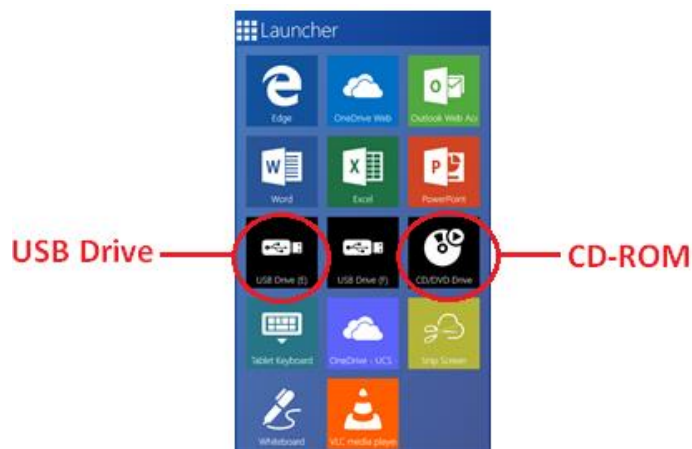 Launcher
Edge
OneDrive Web
Outlook Web Ac
Word
Excel
PowerPoint
USB Drive
USB Drive (E)
USB Drive (F)
CD/DVD Drive
CD-ROM
Tablet Keyboard
OneDrive - UCS
Snip Screen
Whiteboard
VLC media player